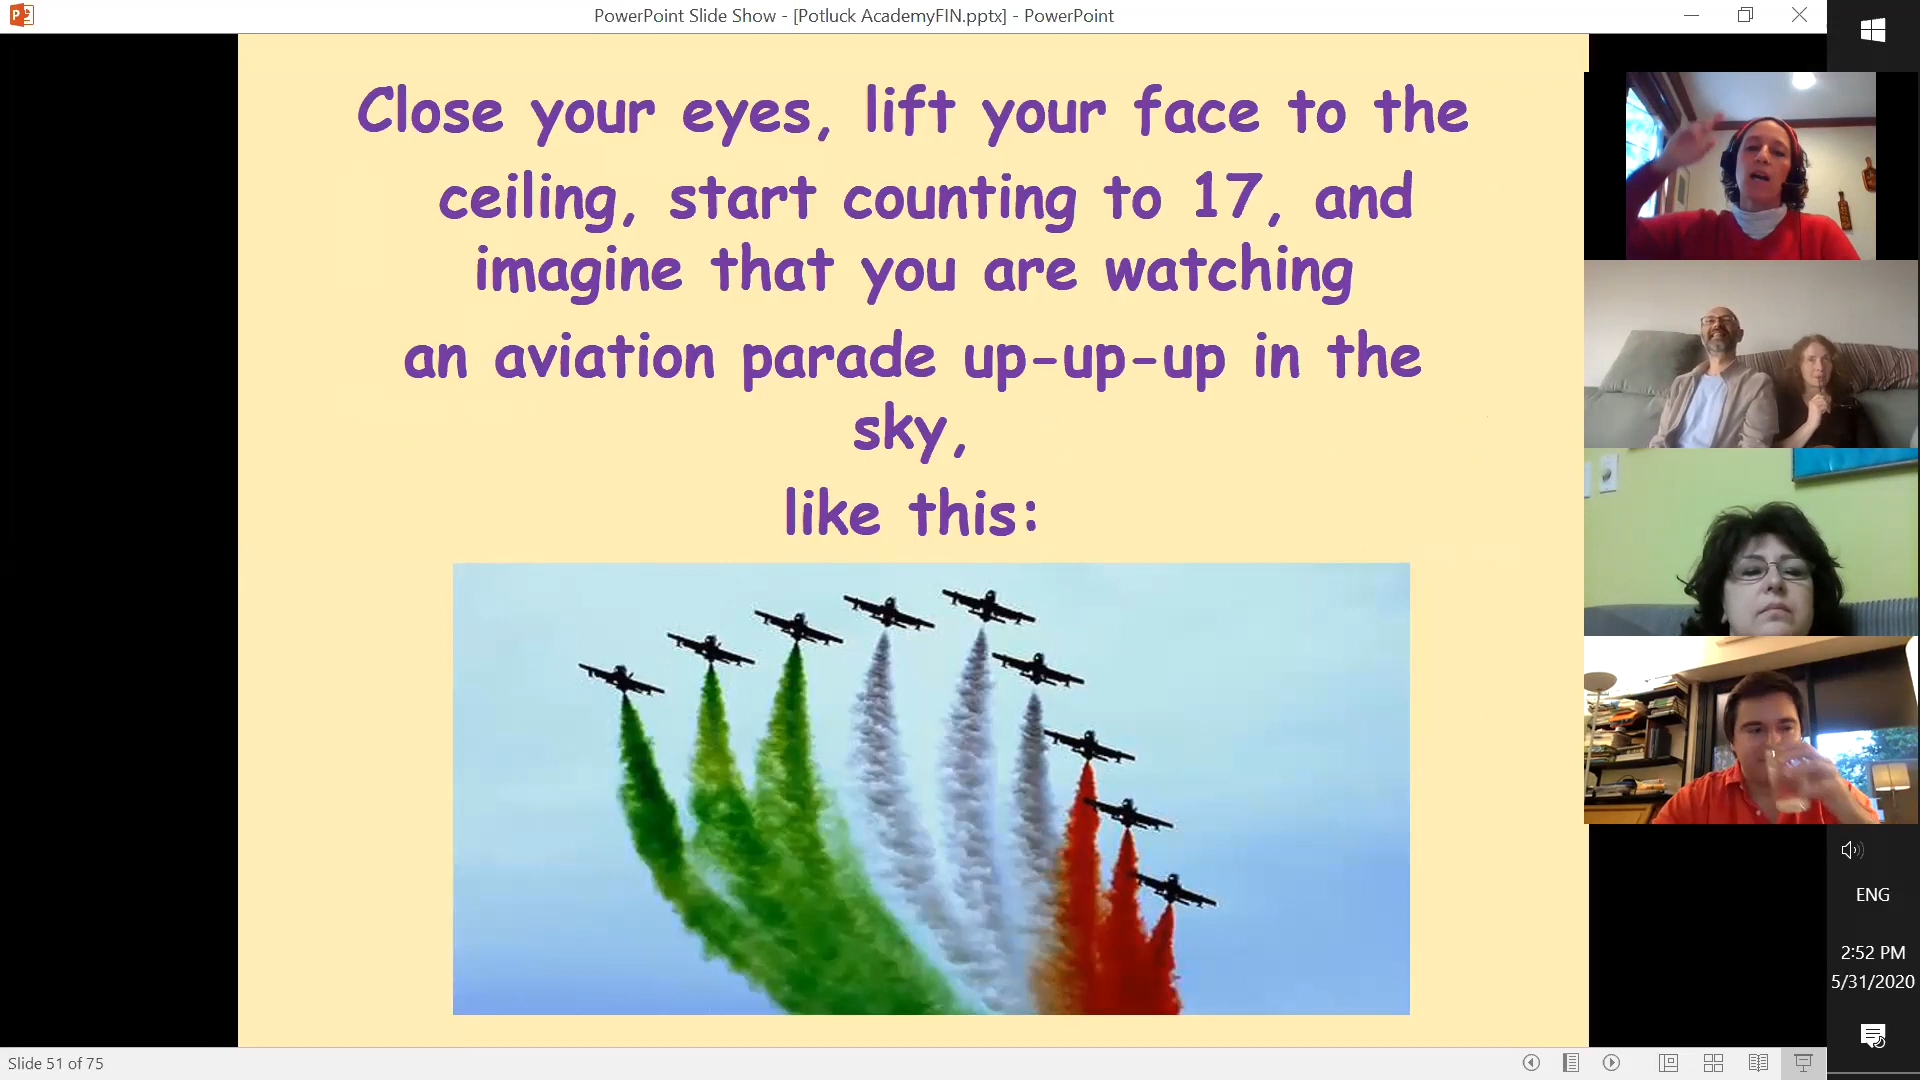 PowerPoint Slide Show - [Potluck AcademyFIN.pptx] - PowerPoint
Close your eyes, lift your face to the
ceiling, start counting to 17, and
imagine that you are watching
an aviation parade up-up-up in the
sky,
like this:
ENG
2:52 PM
5/31/2020
Slide 51 of 75